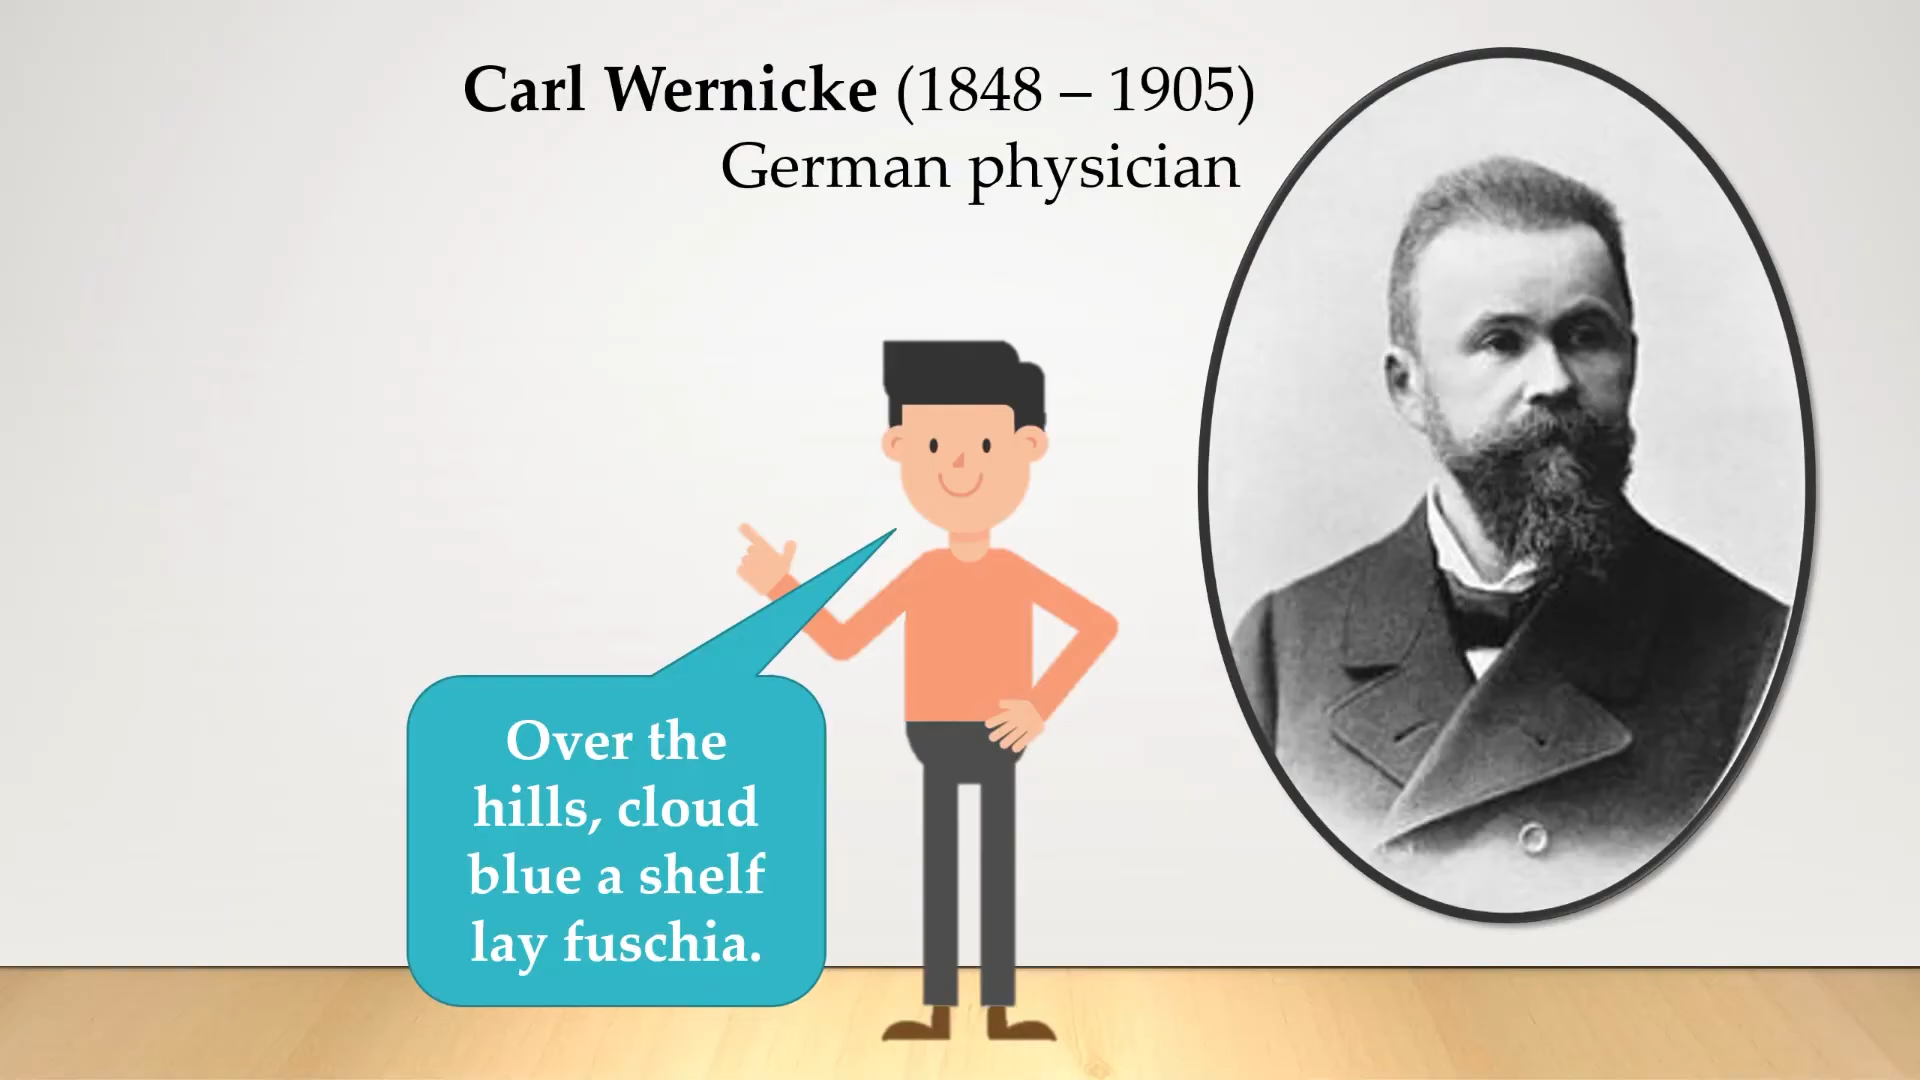 Carl Wernicke (1848 – 1905)
German physician
Over the
hills, cloud
blue a shelf
lay fuschia.